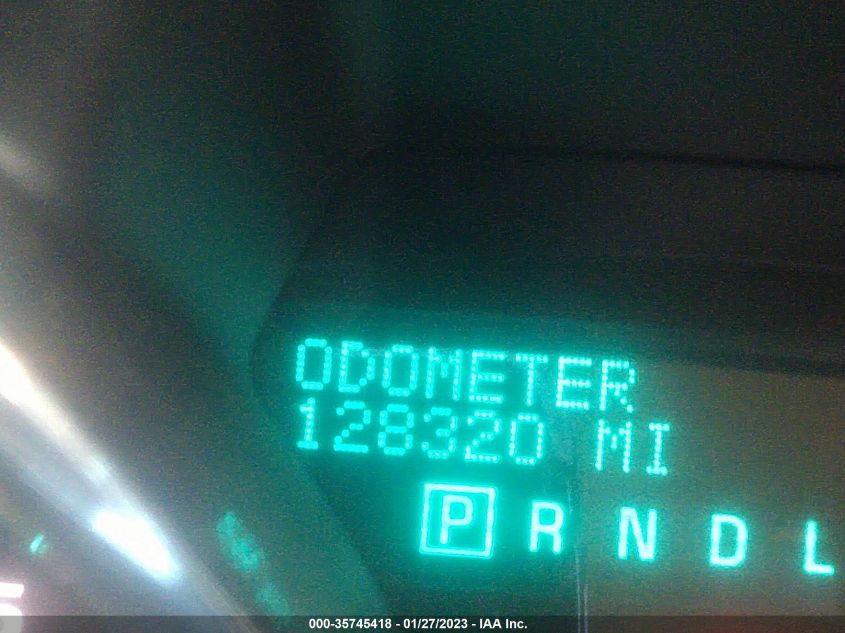 ODOMETER
128320 MI
P R N D L
000-35745418 - 01/27/2023 - IAA Inc.